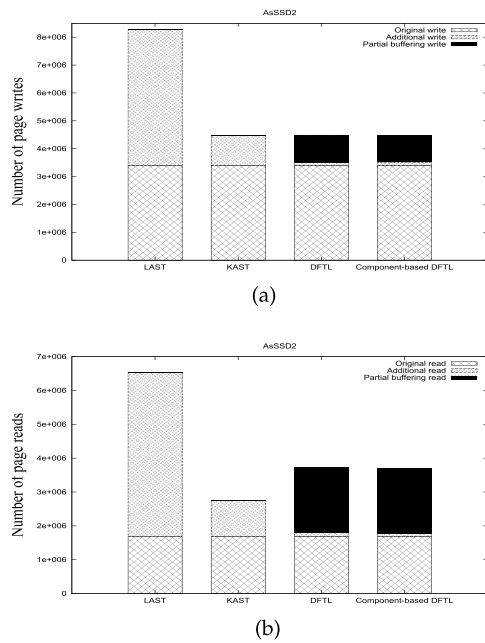 AsSSD2
Original write
Additional write
Partial buffering write
8e+006
7e+006
6e+006
5e+006
4e+006
3e+006
2e+006
1e+006
0
Number of page writes
LAST KAST DFTL Component-based DFTL
(a)
AsSSD2
Original read
Additional read
Partial buffering read
7e+006
6e+006
5e+006
4e+006
3e+006
2e+006
1e+006
0
Number of page reads
LAST KAST DFTL Component-based DFTL
(b)